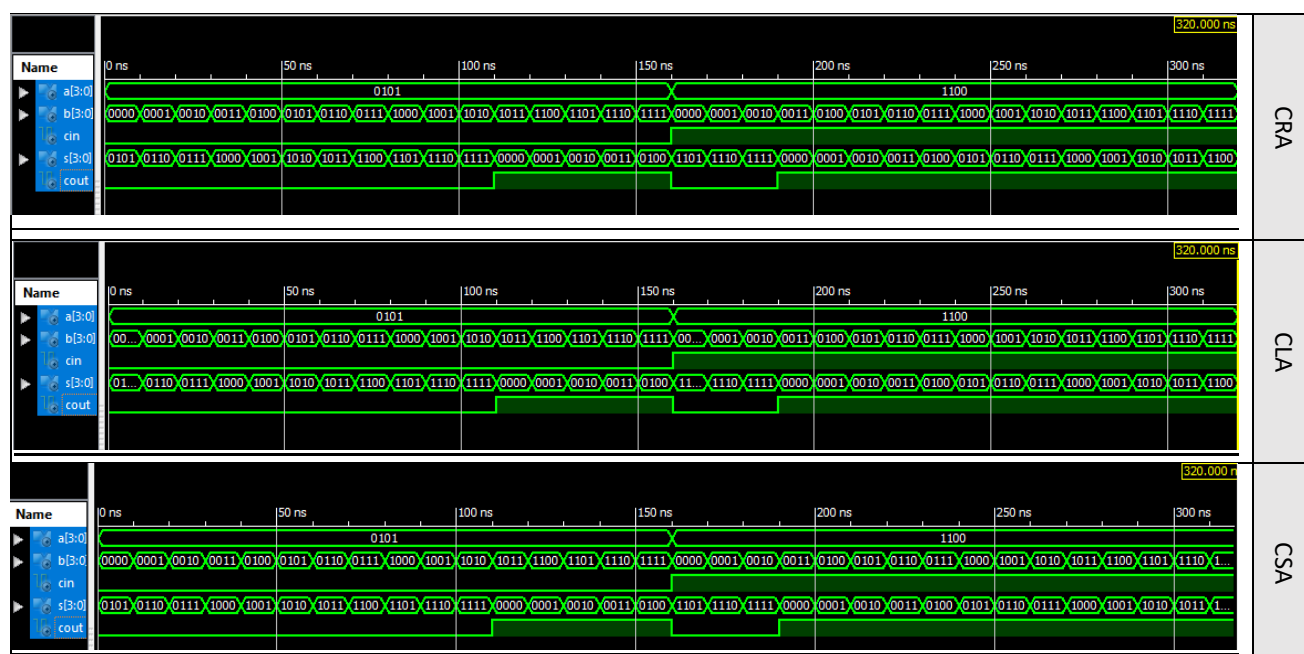 320.000 ns
Name 0 ns 50 ns 100 ns 150 ns 200 ns 250 ns 300 ns
a[3:0] 0101 1100
b[3:0] 0000 0001 0010 0011 0100 0101 0110 0111 1000 1001 1010 1011 1100 1101 1110 1111 0000 0001 0010 0011 0100 0101 0110 0111 1000 1001 1010 1011 1100 1101 1110 1111
cin
s[3:0] 0101 0110 0111 1000 1001 1010 1011 1100 1101 1110 1111 0000 0001 0010 0011 0100 1101 1110 1111 0000 0001 0010 0011 0100 0101 0110 0111 1000 1001 1010 1011 1100
cout
CRA
320.000 ns
Name 0 ns 50 ns 100 ns 150 ns 200 ns 250 ns 300 ns
a[3:0] 0101 1100
b[3:0] 00... 0001 0010 0011 0100 0101 0110 0111 1000 1001 1010 1011 1100 1101 1110 1111 00... 0001 0010 0011 0100 0101 0110 0111 1000 1001 1010 1011 1100 1101 1110 1111
cin
s[3:0] 01... 0110 0111 1000 1001 1010 1011 1100 1101 1110 1111 0000 0001 0010 0011 0100 11... 1110 1111 0000 0001 0010 0011 0100 0101 0110 0111 1000 1001 1010 1011 1100
cout
CLA
320.000 n
Name 0 ns 50 ns 100 ns 150 ns 200 ns 250 ns 300 ns
a[3:0] 0101 1100
b[3:0 0000 0001 0010 0011 0100 0101 0110 0111 1000 1001 1010 1011 1100 1101 1110 1111 0000 0001 0010 0011 0100 0101 0110 0111 1000 1001 1010 1011 1100 1101 1110 1...
cin
s[3:0] 0101 0110 0111 1000 1001 1010 1011 1100 1101 1110 1111 0000 0001 0010 0011 0100 1101 1110 1111 0000 0001 0010 0011 0100 0101 0110 0111 1000 1001 1010 1011 1...
cout
CSA